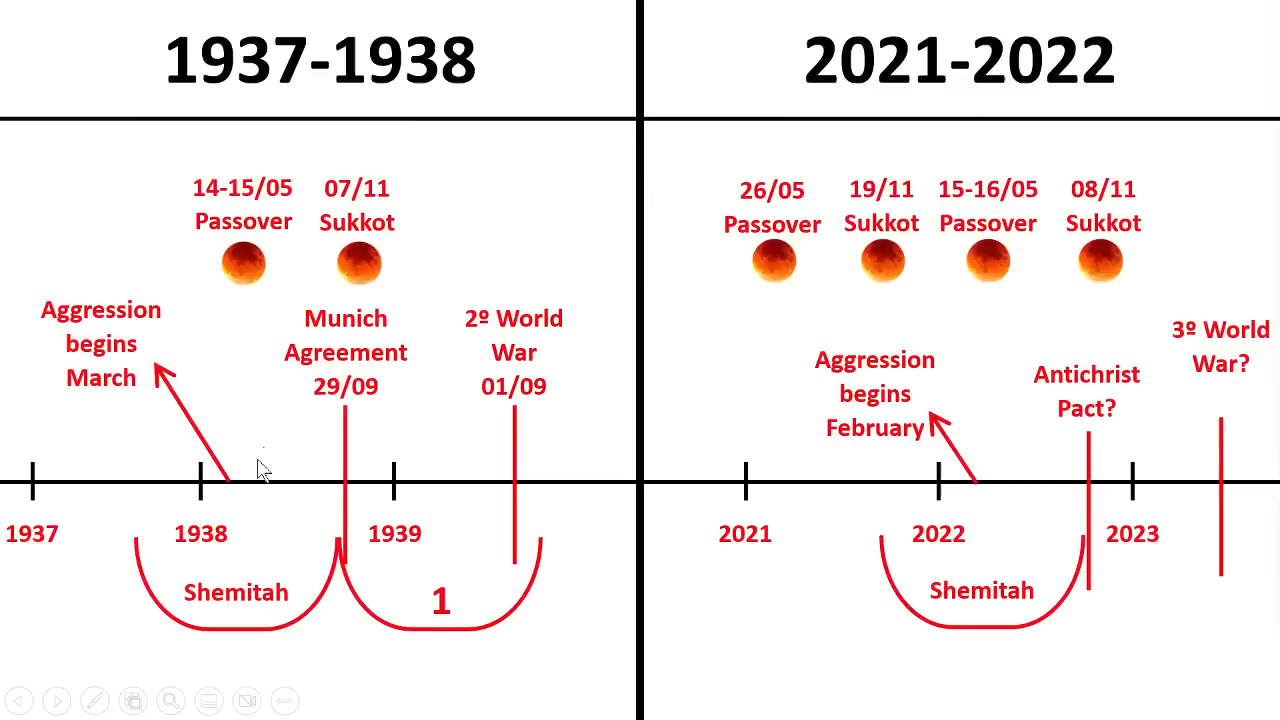 1937-1938
14-15/05
Passover
07/11
Sukkot
Aggression
begins
March
Munich
Agreement
29/09
2º World
War
01/09
1937
1938
1939
Shemitah
1
2021-2022
26/05
Passover
19/11
Sukkot
15-16/05
Passover
08/11
Sukkot
Aggression
begins
February
Antichrist
Pact?
3º World
War?
2021
2022
2023
Shemitah